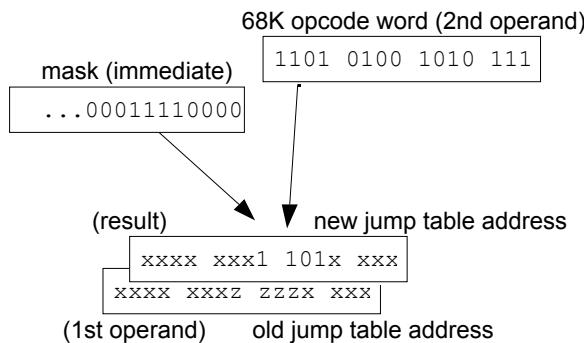 68K opcode word (2nd operand)
1101 0100 1010 111
mask (immediate)
...00011110000
(result) new jump table address
xxxx xxx1 101x xxx
xxxx xxxz zzzx xxx
(1st operand) old jump table address